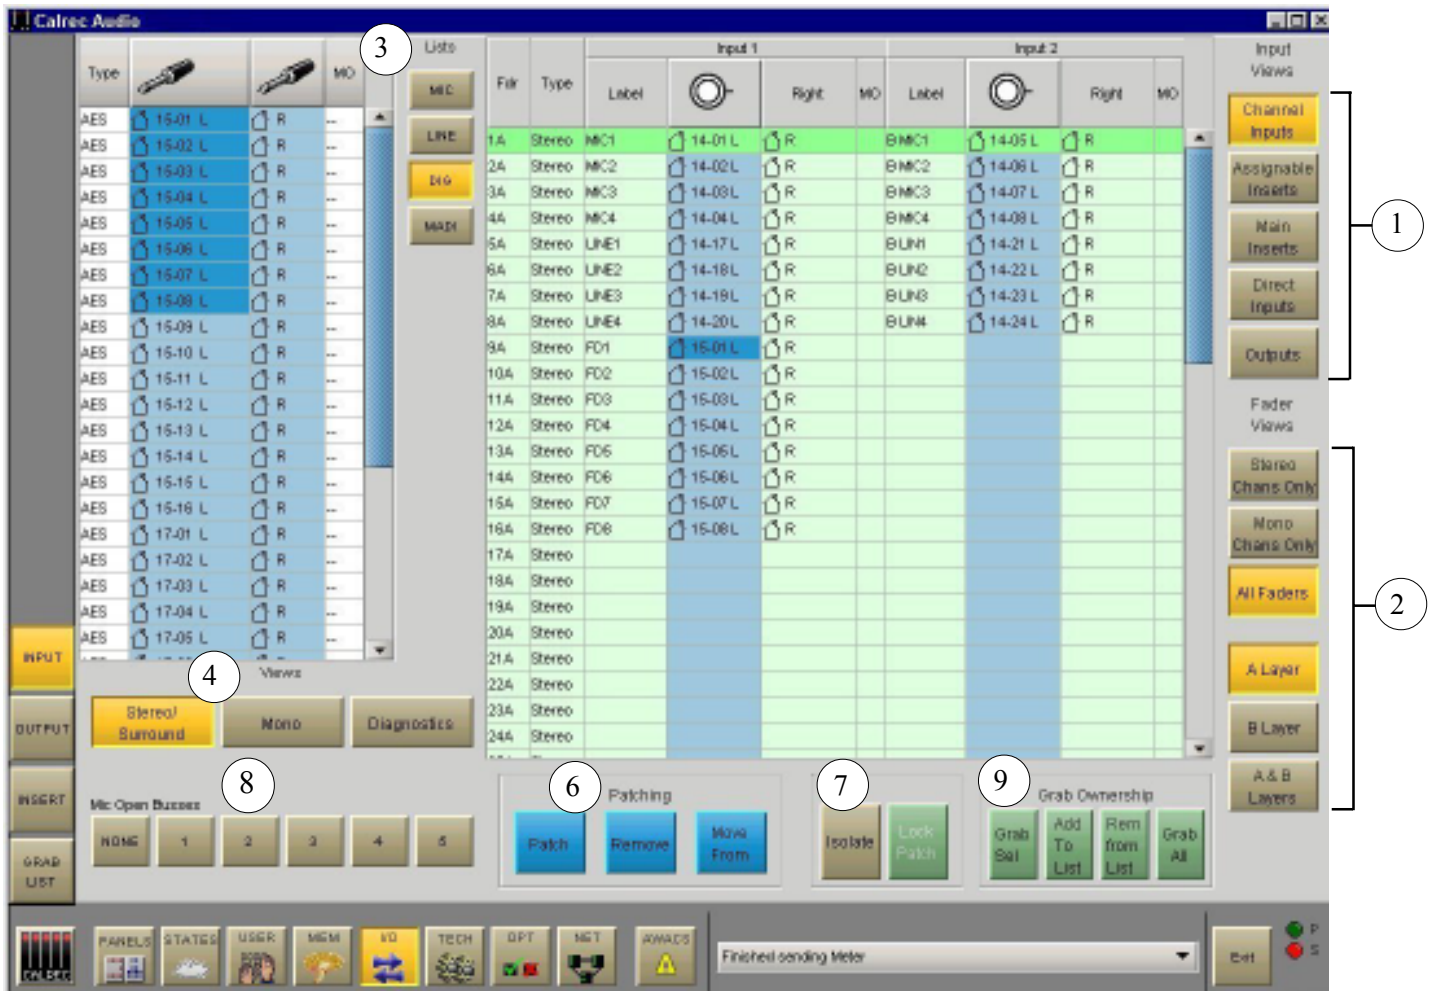 Calrec Audio
Type
MO
3
Lists
MIC
LINE
DIG
MADI
AES 15-01 L R --
AES 15-02 L R --
AES 15-03 L R --
AES 15-04 L R --
AES 15-05 L R --
AES 15-06 L R --
AES 15-07 L R --
AES 15-08 L R --
AES 15-09 L R --
AES 15-10 L R --
AES 15-11 L R --
AES 15-12 L R --
AES 15-13 L R --
AES 15-14 L R --
AES 15-15 L R --
AES 15-16 L R --
AES 17-01 L R --
AES 17-02 L R --
AES 17-03 L R --
AES 17-04 L R --
AES 17-05 L R --
Input 1 Input 2
Fdr Type Label Right MO Label Right MO
1A Stereo MIC1 14-01 L R BMIC1 14-05 L R
2A Stereo MIC2 14-02 L R BMIC2 14-06 L R
3A Stereo MIC3 14-03 L R BMIC3 14-07 L R
4A Stereo MIC4 14-04 L R BMIC4 14-08 L R
5A Stereo LINE1 14-17 L R BLIN1 14-21 L R
6A Stereo LINE2 14-18 L R BLIN2 14-22 L R
7A Stereo LINE3 14-19 L R BLIN3 14-23 L R
8A Stereo LINE4 14-20 L R BLIN4 14-24 L R
9A Stereo FD1 15-01 L R
10A Stereo FD2 15-02 L R
11A Stereo FD3 15-03 L R
12A Stereo FD4 15-04 L R
13A Stereo FD5 15-05 L R
14A Stereo FD6 15-06 L R
15A Stereo FD7 15-07 L R
16A Stereo FD8 15-08 L R
17A Stereo
18A Stereo
19A Stereo
20A Stereo
21A Stereo
22A Stereo
23A Stereo
24A Stereo
Input
Views
Channel
Inputs
Assignable
Inserts
Main
Inserts
Direct
Inputs
Outputs
1
Fader
Views
Stereo
Chans Only
Mono
Chans Only
All Faders
A Layer
B Layer
A & B
Layers
2
INPUT
OUTPUT
INSERT
GRAB
LIST
4
Views
Stereo/
Surround
Mono
Diagnostics
8
Mic Open Busses
NONE 1 2 3 4 5
6
Patching
Patch
Remove
Move
From
7
Isolate
Lock
Patch
9
Grab Ownership
Grab
Sel
Add
To
List
Rem
from
List
Grab
All
CALREC
PANELS
STATES
USER
MEM
I/O
TECH
OPT
NET
AWACS
Finished sending Meter
Exit
P
S